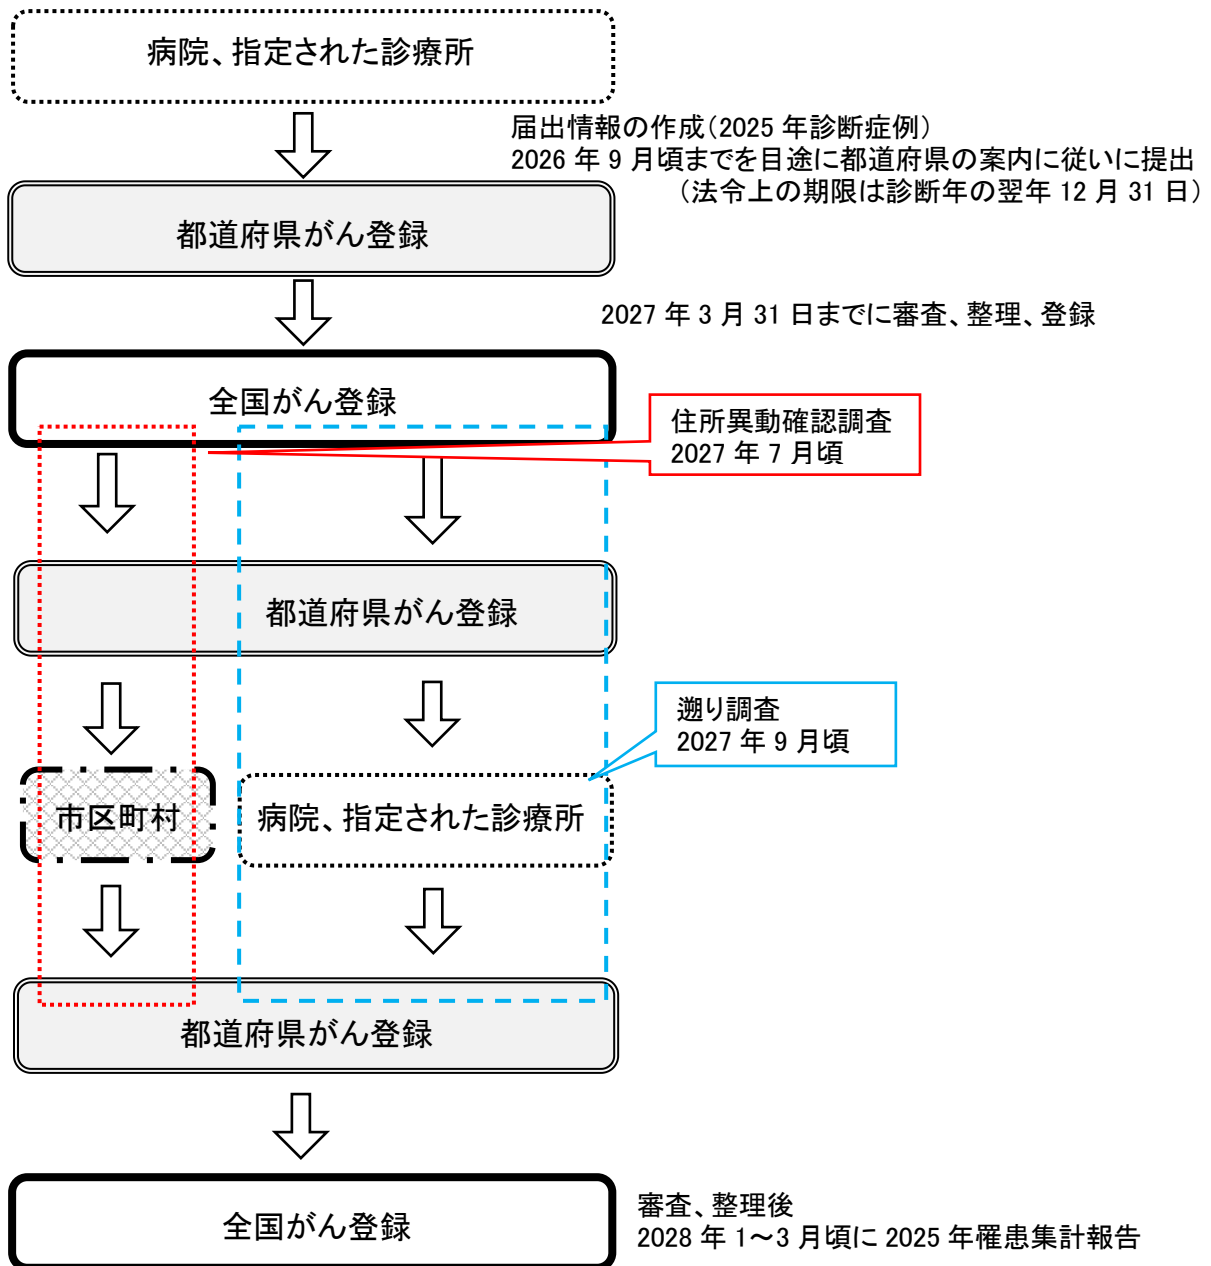 病院、指定された診療所
届出情報の作成（2025 年診断症例）
2026 年 9 月頃までを目途に都道府県の案内に従いに提出
（法令上の期限は診断年の翌年 12 月 31 日）
都道府県がん登録
2027 年 3 月 31 日までに審査、整理、登録
全国がん登録
住所異動確認調査
2027 年 7 月頃
都道府県がん登録
遡り調査
2027 年 9 月頃
市区町村
病院、指定された診療所
都道府県がん登録
審査、整理後
2028 年 1～3 月頃に 2025 年罹患集計報告
全国がん登録